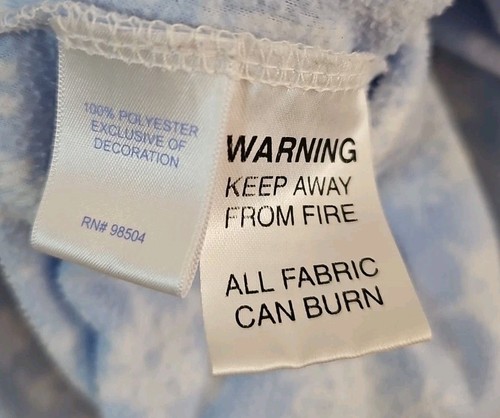 100% POLYESTER
EXCLUSIVE OF
DECORATION
RN# 98504
WARNING
KEEP AWAY
FROM FIRE
ALL FABRIC
CAN BURN